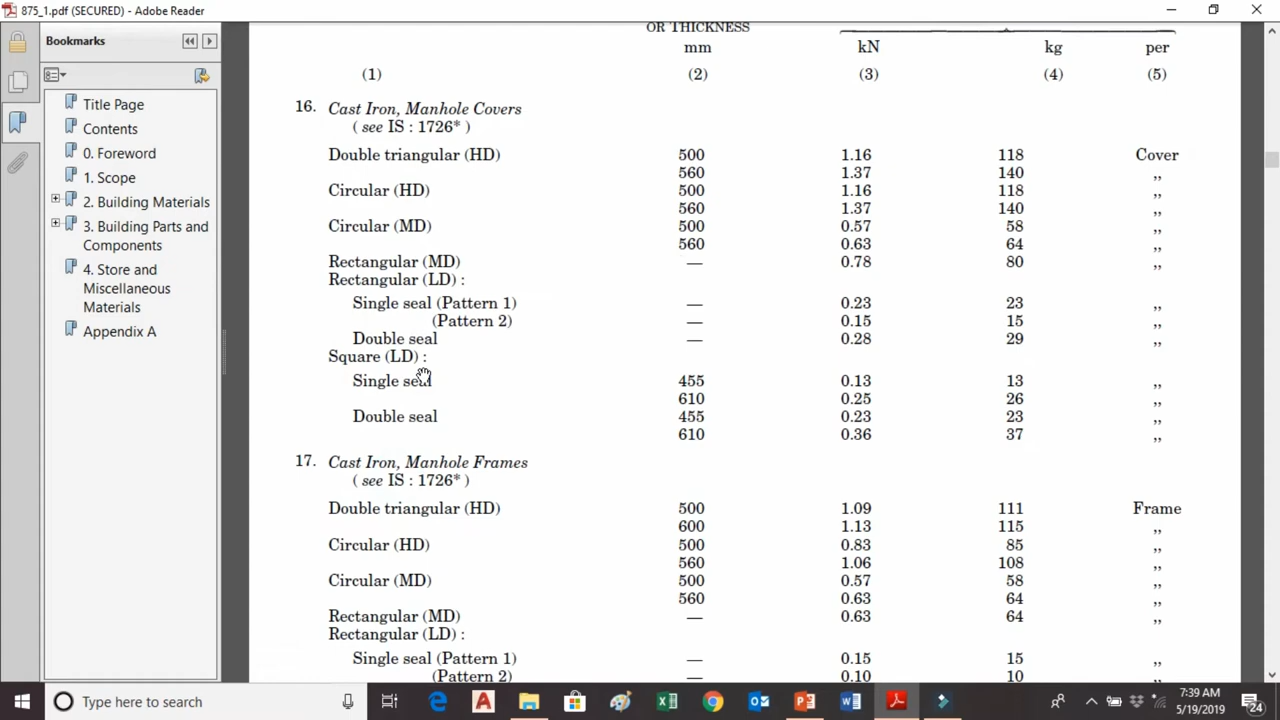 875_1.pdf (SECURED) - Adobe Reader
Bookmarks
Title Page
Contents
0. Foreword
1. Scope
2. Building Materials
3. Building Parts and
Components
4. Store and
Miscellaneous
Materials
Appendix A
OR THICKNESS
mm kN kg per
(1) (2) (3) (4) (5)
16. Cast Iron, Manhole Covers
( see IS : 1726* )
Double triangular (HD) 500 1.16 118 Cover
560 1.37 140 ,,
Circular (HD) 500 1.16 118 ,,
560 1.37 140 ,,
Circular (MD) 500 0.57 58 ,,
560 0.63 64 ,,
Rectangular (MD) — 0.78 80 ,,
Rectangular (LD) :
Single seal (Pattern 1) — 0.23 23 ,,
(Pattern 2) — 0.15 15 ,,
Double seal — 0.28 29 ,,
Square (LD) :
Single seal 455 0.13 13 ,,
610 0.25 26 ,,
Double seal 455 0.23 23 ,,
610 0.36 37 ,,
17. Cast Iron, Manhole Frames
( see IS : 1726* )
Double triangular (HD) 500 1.09 111 Frame
600 1.13 115 ,,
Circular (HD) 500 0.83 85 ,,
560 1.06 108 ,,
Circular (MD) 500 0.57 58 ,,
560 0.63 64 ,,
Rectangular (MD) — 0.63 64 ,,
Rectangular (LD) :
Single seal (Pattern 1) — 0.15 15 ,,
(Pattern 2) — 0.10 10 ,,
Type here to search
7:39 AM
5/19/2019
24